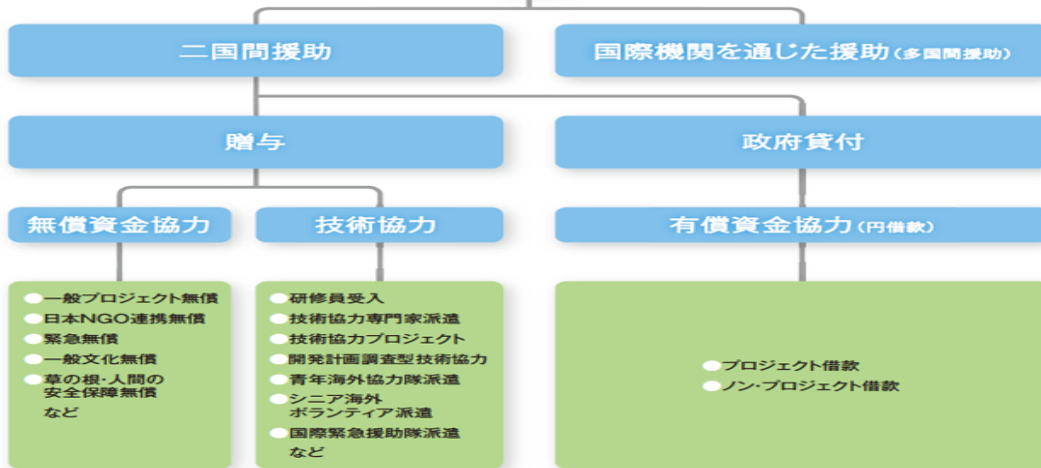 二国間援助
国際機関を通じた援助(多国間援助)
贈与
政府貸付
無償資金協力
技術協力
有償資金協力(円借款)
●一般プロジェクト無償
●日本NGO連携無償
●緊急無償
●一般文化無償
●草の根・人間の
安全保障無償
など
●研修員受入
●技術協力専門家派遣
●技術協力プロジェクト
●開発計画調査型技術協力
●青年海外協力隊派遣
●シニア海外
ボランティア派遣
●国際緊急援助隊派遣
など
●プロジェクト借款
●ノン・プロジェクト借款